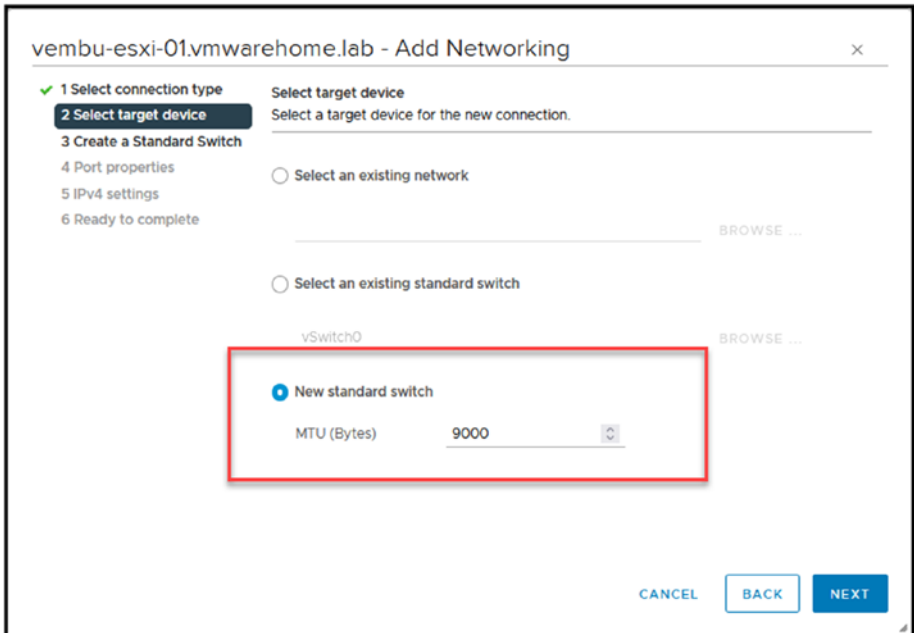 vembu-esxi-01.vmwarehome.lab - Add Networking
1 Select connection type
2 Select target device
3 Create a Standard Switch
4 Port properties
5 IPv4 settings
6 Ready to complete
Select target device
Select a target device for the new connection.
Select an existing network
BROWSE ...
Select an existing standard switch
vSwitch0
BROWSE ...
New standard switch
MTU (Bytes) 9000
CANCEL BACK NEXT